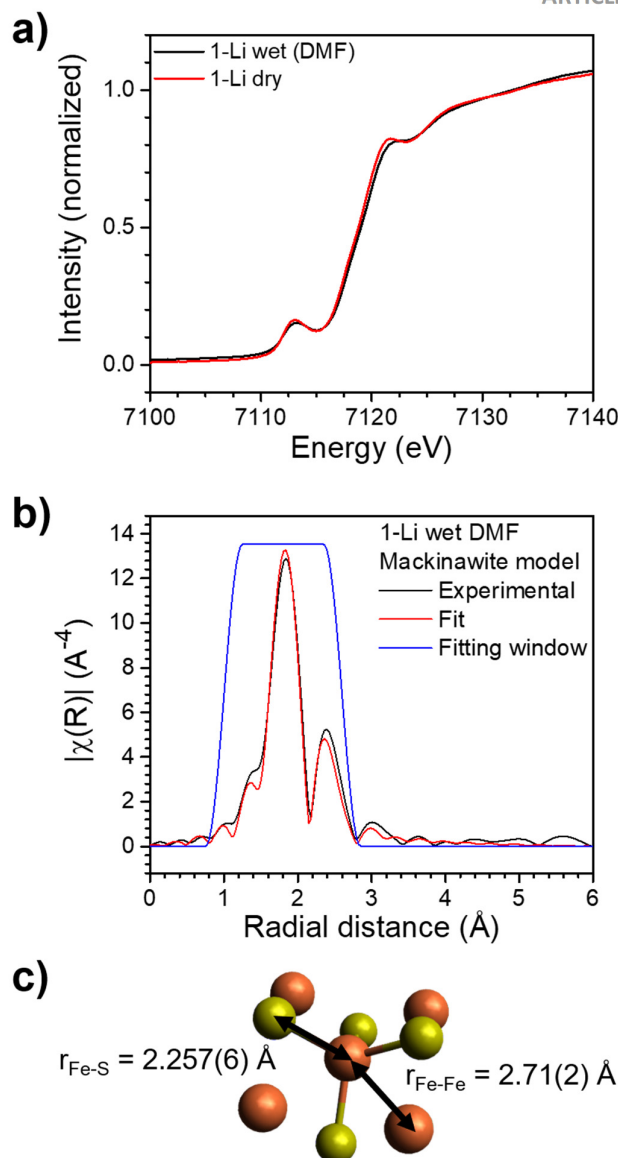 ARTICLE
a)
1-Li wet (DMF)
1-Li dry
Intensity (normalized)
1.0
0.5
0.0
7100 7110 7120 7130 7140
Energy (eV)
b)
1-Li wet DMF
Mackinawite model
Experimental
Fit
Fitting window
|χ(R)| (A⁻⁴)
14
12
10
8
6
4
2
0
0 1 2 3 4 5 6
Radial distance (Å)
c)
r_Fe-S = 2.257(6) Å
r_Fe-Fe = 2.71(2) Å